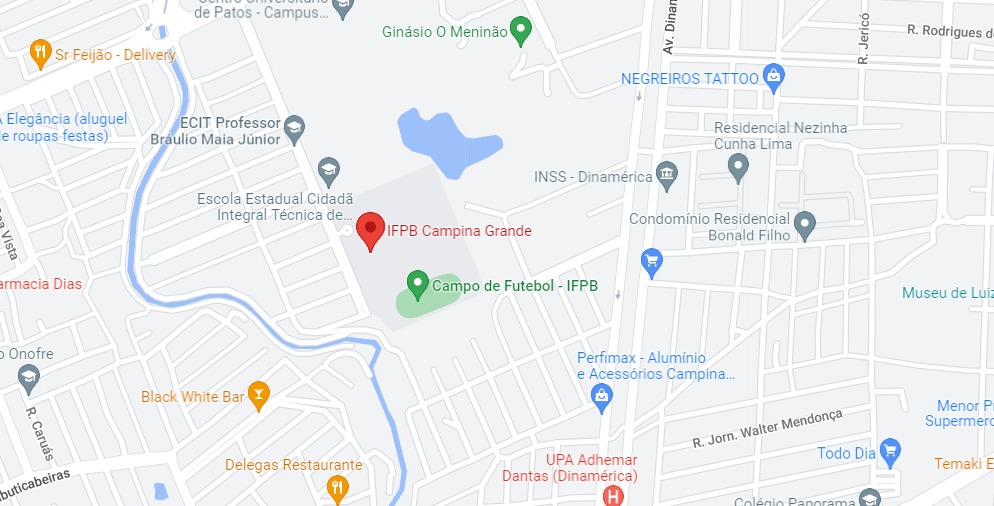 Centro Universitário
de Patos - Campus...
Ginásio O Meninão
Av. Dinam
R. Jericó
R. Rodrigues d
Sr Feijão - Delivery
NEGREIROS TATTOO
A Elegância (aluguel
de roupas festas)
ECIT Professor
Bráulio Maia Júnior
Residencial Nezinha
Cunha Lima
INSS - Dinamérica
Escola Estadual Cidadã
Integral Técnica de...
Boa Vista
IFPB Campina Grande
Condomínio Residencial
Bonald Filho
armacia Dias
Campo de Futebol - IFPB
Museu de Luiz
o Onofre
Perfimax - Alumínio
e Acessórios Campina...
Black White Bar
R. Caruás
R. Jorn. Walter Mendonça
Menor Pr
Supermerc
Todo Dia
Delegas Restaurante
UPA Adhemar
Dantas (Dinamérica)
H
Temaki E
buticabeiras
Colégio Panorama